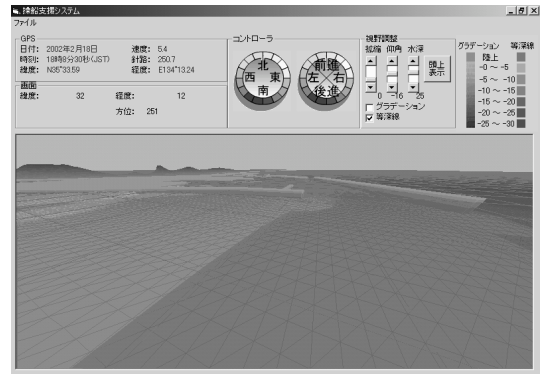 操船支援システム
ファイル
GPS
日付: 2002年2月18日 速度: 5.4
時刻: 18時8分30秒(JST) 針路: 250.7
緯度: N35°33.59 経度: E134°13.24
画面
緯度: 32 経度: 12
方位: 251
コントローラ
北
西 東
南
前進
左 右
後進
視野調整
拡縮 仰角 水深
頭上
表示
0 -16 25
グラデーション
等深線
グラデーション 等深線
陸上
-0 ～ -5
-5 ～ -10
-10 ～ -15
-15 ～ -20
-20 ～ -25
-25 ～ -30